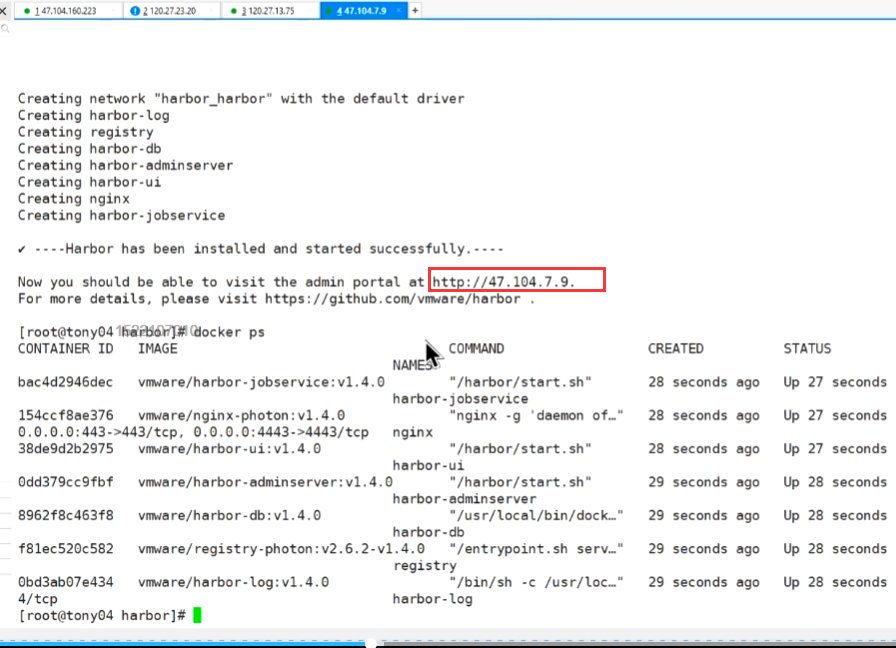 1 47.104.160.223 2 120.27.23.20 3 120.27.13.75 4 47.104.7.9 × +
Creating network "harbor_harbor" with the default driver
Creating harbor-log
Creating registry
Creating harbor-db
Creating harbor-adminserver
Creating harbor-ui
Creating nginx
Creating harbor-jobservice
✔ ----Harbor has been installed and started successfully.----
Now you should be able to visit the admin portal at http://47.104.7.9.
For more details, please visit https://github.com/vmware/harbor .
[root@tony04 harbor]# docker ps
CONTAINER ID IMAGE COMMAND CREATED STATUS
NAMES
bac4d2946dec vmware/harbor-jobservice:v1.4.0 "/harbor/start.sh" 28 seconds ago Up 27 seconds
harbor-jobservice
154ccf8ae376 vmware/nginx-photon:v1.4.0 "nginx -g 'daemon of…" 28 seconds ago Up 27 seconds
0.0.0.0:443->443/tcp, 0.0.0.0:4443->4443/tcp nginx
38de9d2b2975 vmware/harbor-ui:v1.4.0 "/harbor/start.sh" 28 seconds ago Up 27 seconds
harbor-ui
0dd379cc9fbf vmware/harbor-adminserver:v1.4.0 "/harbor/start.sh" 29 seconds ago Up 28 seconds
harbor-adminserver
8962f8c463f8 vmware/harbor-db:v1.4.0 "/usr/local/bin/dock…" 29 seconds ago Up 28 seconds
harbor-db
f81ec520c582 vmware/registry-photon:v2.6.2-v1.4.0 "/entrypoint.sh serv…" 29 seconds ago Up 28 seconds
registry
0bd3ab07e434 vmware/harbor-log:v1.4.0 "/bin/sh -c /usr/loc…" 29 seconds ago Up 28 seconds
4/tcp harbor-log
[root@tony04 harbor]#